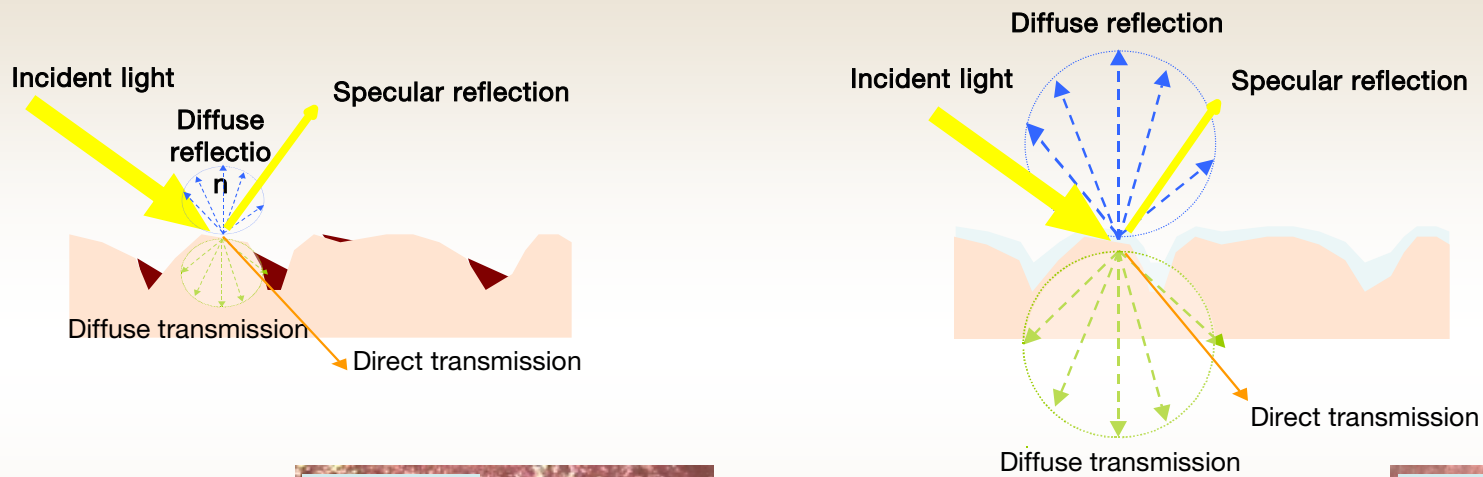 Incident light
Specular reflection
Diffuse
reflectio
n
Diffuse transmission
Direct transmission
Diffuse reflection
Incident light
Specular reflection
Direct transmission
Diffuse transmission